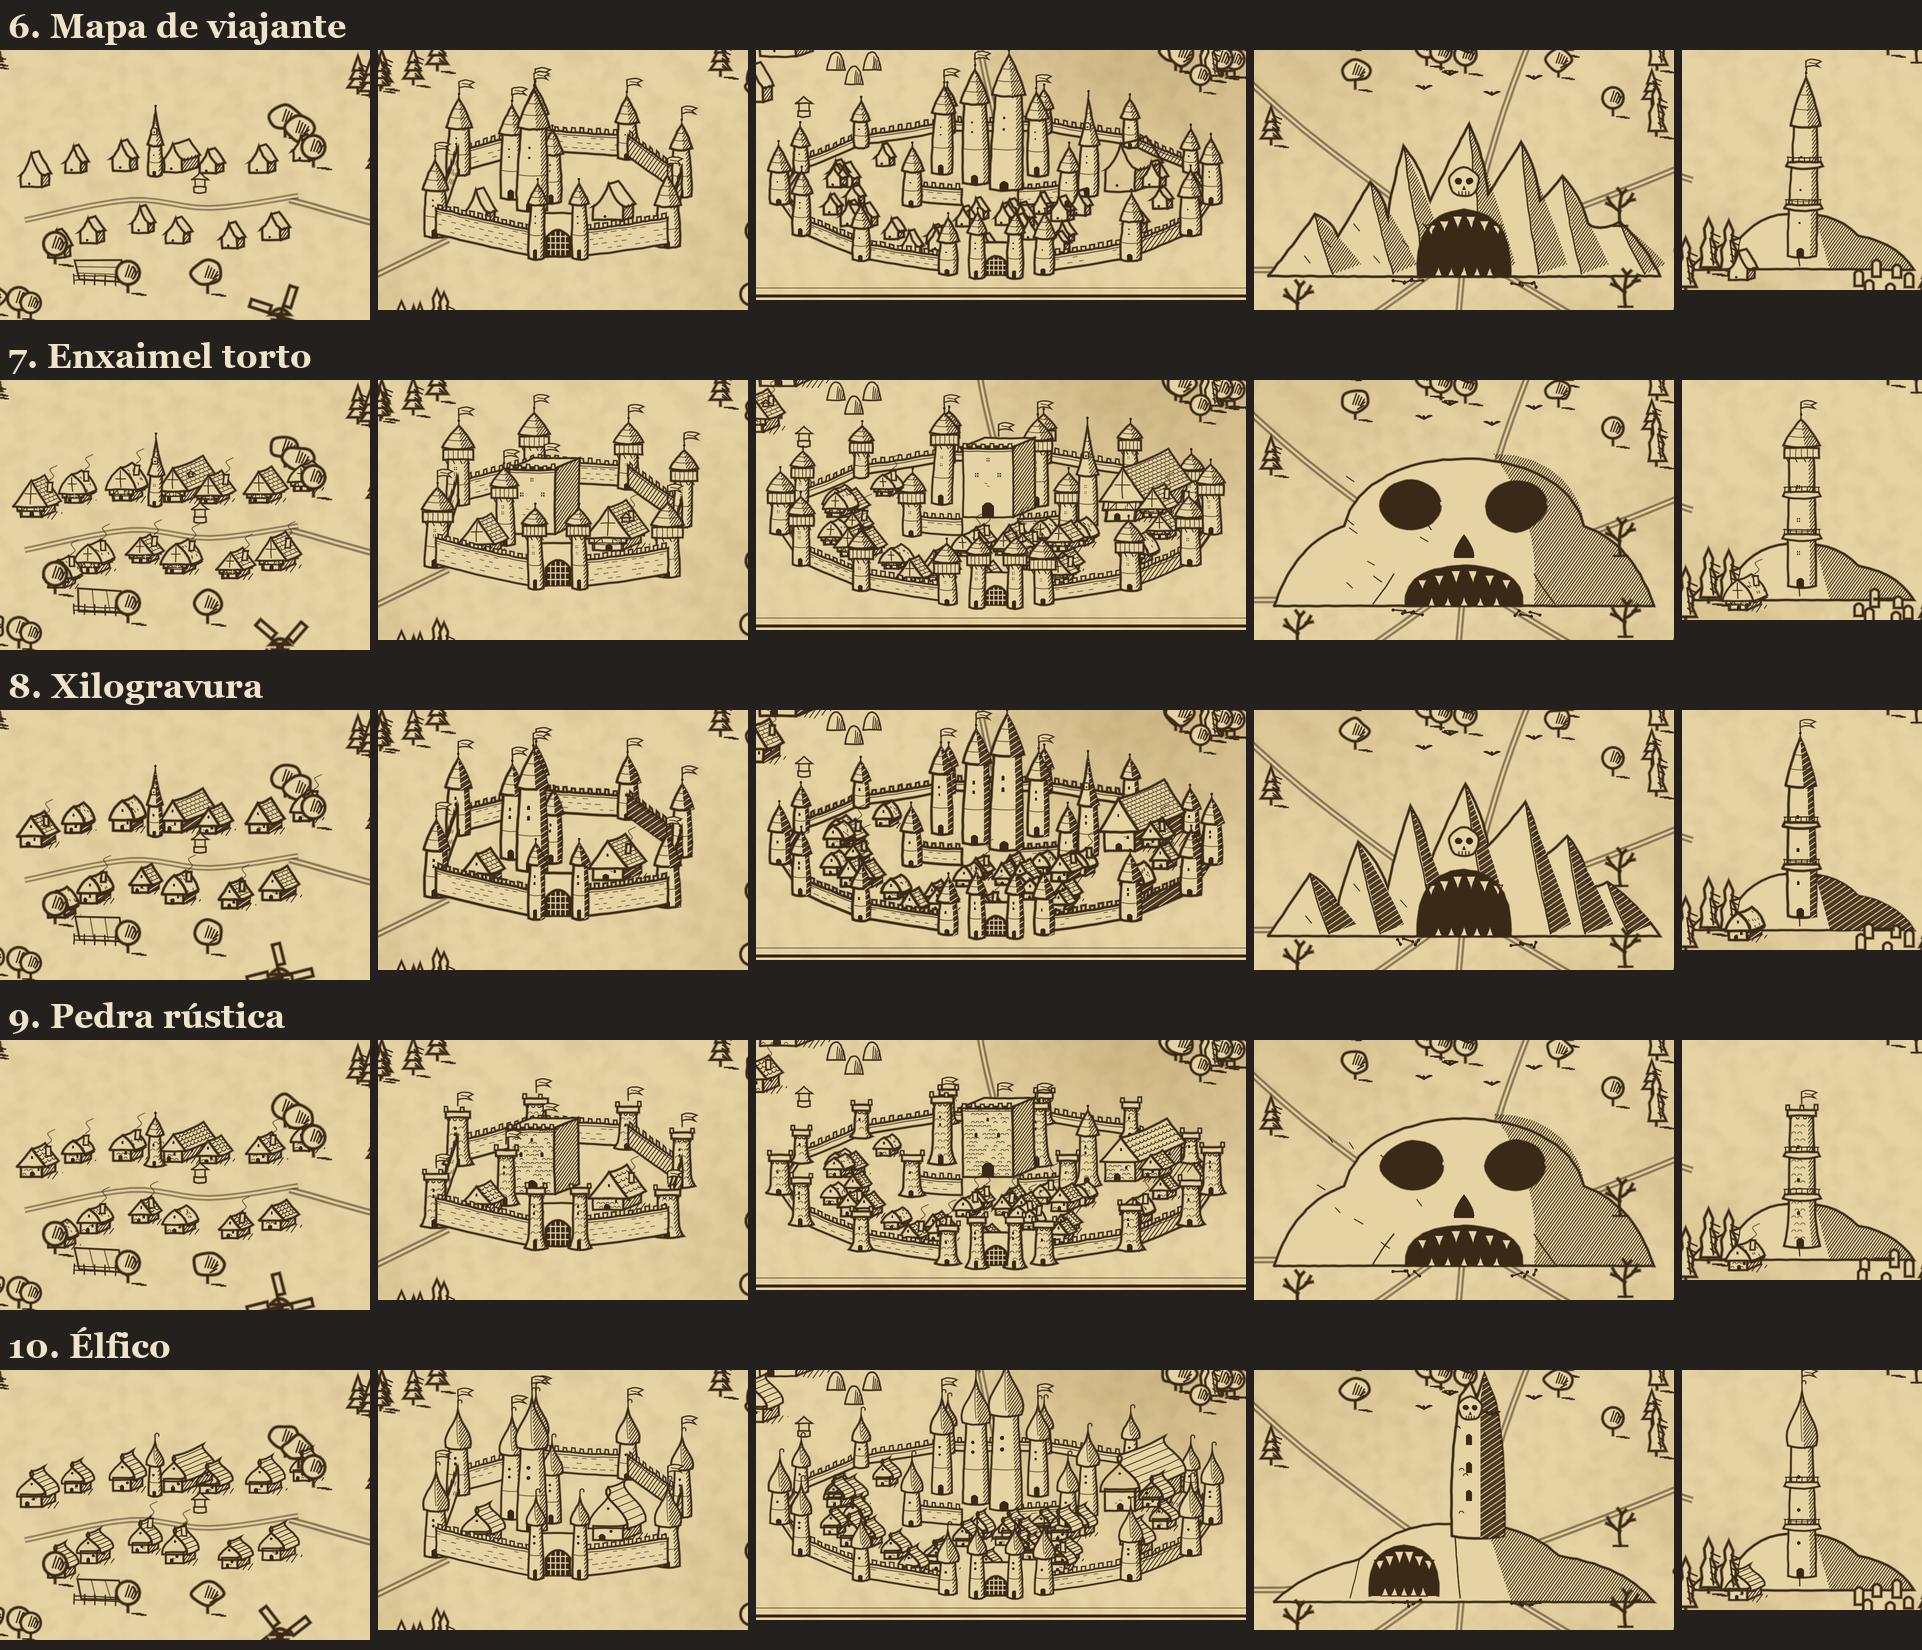 6. Mapa de viajante
7. Enxaimel torto
8. Xilogravura
9. Pedra rústica
10. Élfico